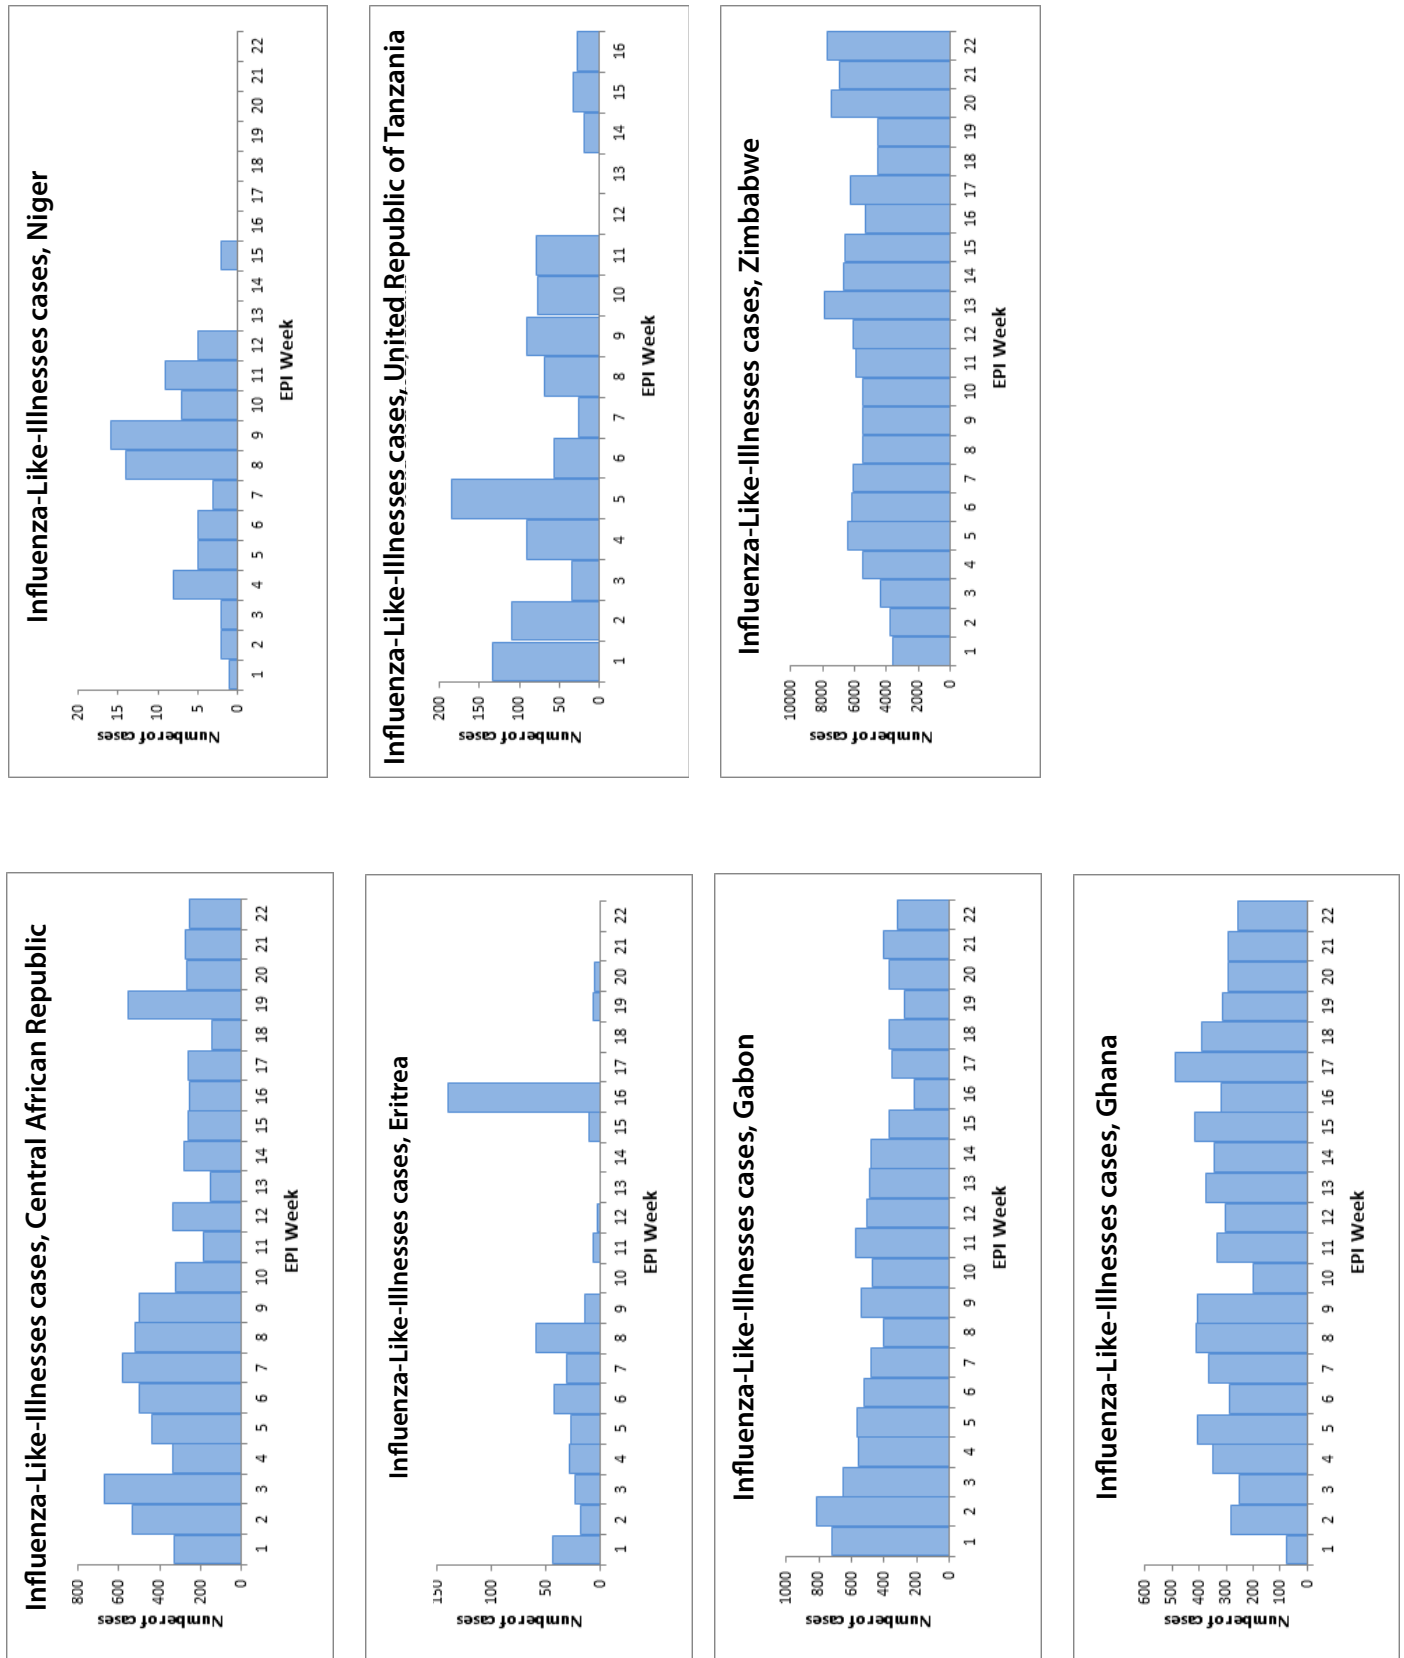 Influenza-Like-Illnesses cases, Central African Republic
Number of cases
800
600
400
200
0
1 2 3 4 5 6 7 8 9 10 11 12 13 14 15 16 17 18 19 20 21 22
EPI Week
Influenza-Like-Illnesses cases, Niger
Number of cases
20
15
10
5
0
1 2 3 4 5 6 7 8 9 10 11 12 13 14 15 16 17 18 19 20 21 22
EPI Week
Influenza-Like-Illnesses cases, Eritrea
Number of cases
150
100
50
0
1 2 3 4 5 6 7 8 9 10 11 12 13 14 15 16 17 18 19 20 21 22
EPI Week
Influenza-Like-Illnesses cases, United Republic of Tanzania
Number of cases
200
150
100
50
0
1 2 3 4 5 6 7 8 9 10 11 12 13 14 15 16
EPI Week
Influenza-Like-Illnesses cases, Gabon
Number of cases
1000
800
600
400
200
0
1 2 3 4 5 6 7 8 9 10 11 12 13 14 15 16 17 18 19 20 21 22
EPI Week
Influenza-Like-Illnesses cases, Zimbabwe
Number of cases
10000
8000
6000
4000
2000
0
1 2 3 4 5 6 7 8 9 10 11 12 13 14 15 16 17 18 19 20 21 22
EPI Week
Influenza-Like-Illnesses cases, Ghana
Number of cases
600
500
400
300
200
100
0
1 2 3 4 5 6 7 8 9 10 11 12 13 14 15 16 17 18 19 20 21 22
EPI Week